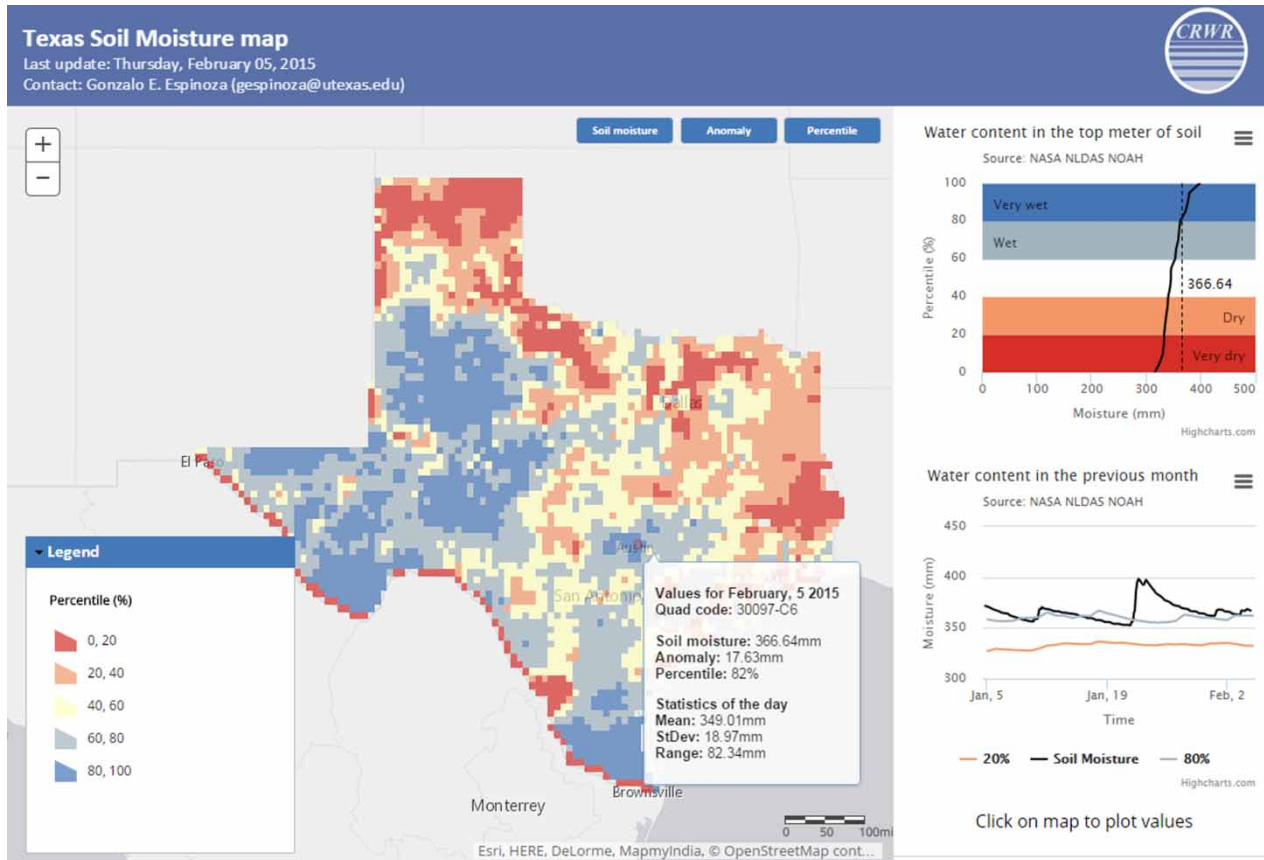 Texas Soil Moisture map
Last update: Thursday, February 05, 2015
Contact: Gonzalo E. Espinoza (gespinoza@utexas.edu)
CRWR
+
−
Soil moisture
Anomaly
Percentile
El Paso
Dallas
Austin
San Antonio
Monterrey
Brownsville
Legend
Percentile (%)
0, 20
20, 40
40, 60
60, 80
80, 100
Values for February, 5 2015
Quad code: 30097-C6
Soil moisture: 366.64mm
Anomaly: 17.63mm
Percentile: 82%
Statistics of the day
Mean: 349.01mm
StDev: 18.97mm
Range: 82.34mm
0 50 100mi
Esri, HERE, DeLorme, MapmyIndia, © OpenStreetMap cont...
Water content in the top meter of soil
Source: NASA NLDAS NOAH
Percentile (%)
100
80
60
40
20
0
Very wet
Wet
366.64
Dry
Very dry
0 100 200 300 400 500
Moisture (mm)
Highcharts.com
Water content in the previous month
Source: NASA NLDAS NOAH
Moisture (mm)
450
400
350
300
Jan, 5 Jan, 19 Feb, 2
Time
20% Soil Moisture 80%
Highcharts.com
Click on map to plot values